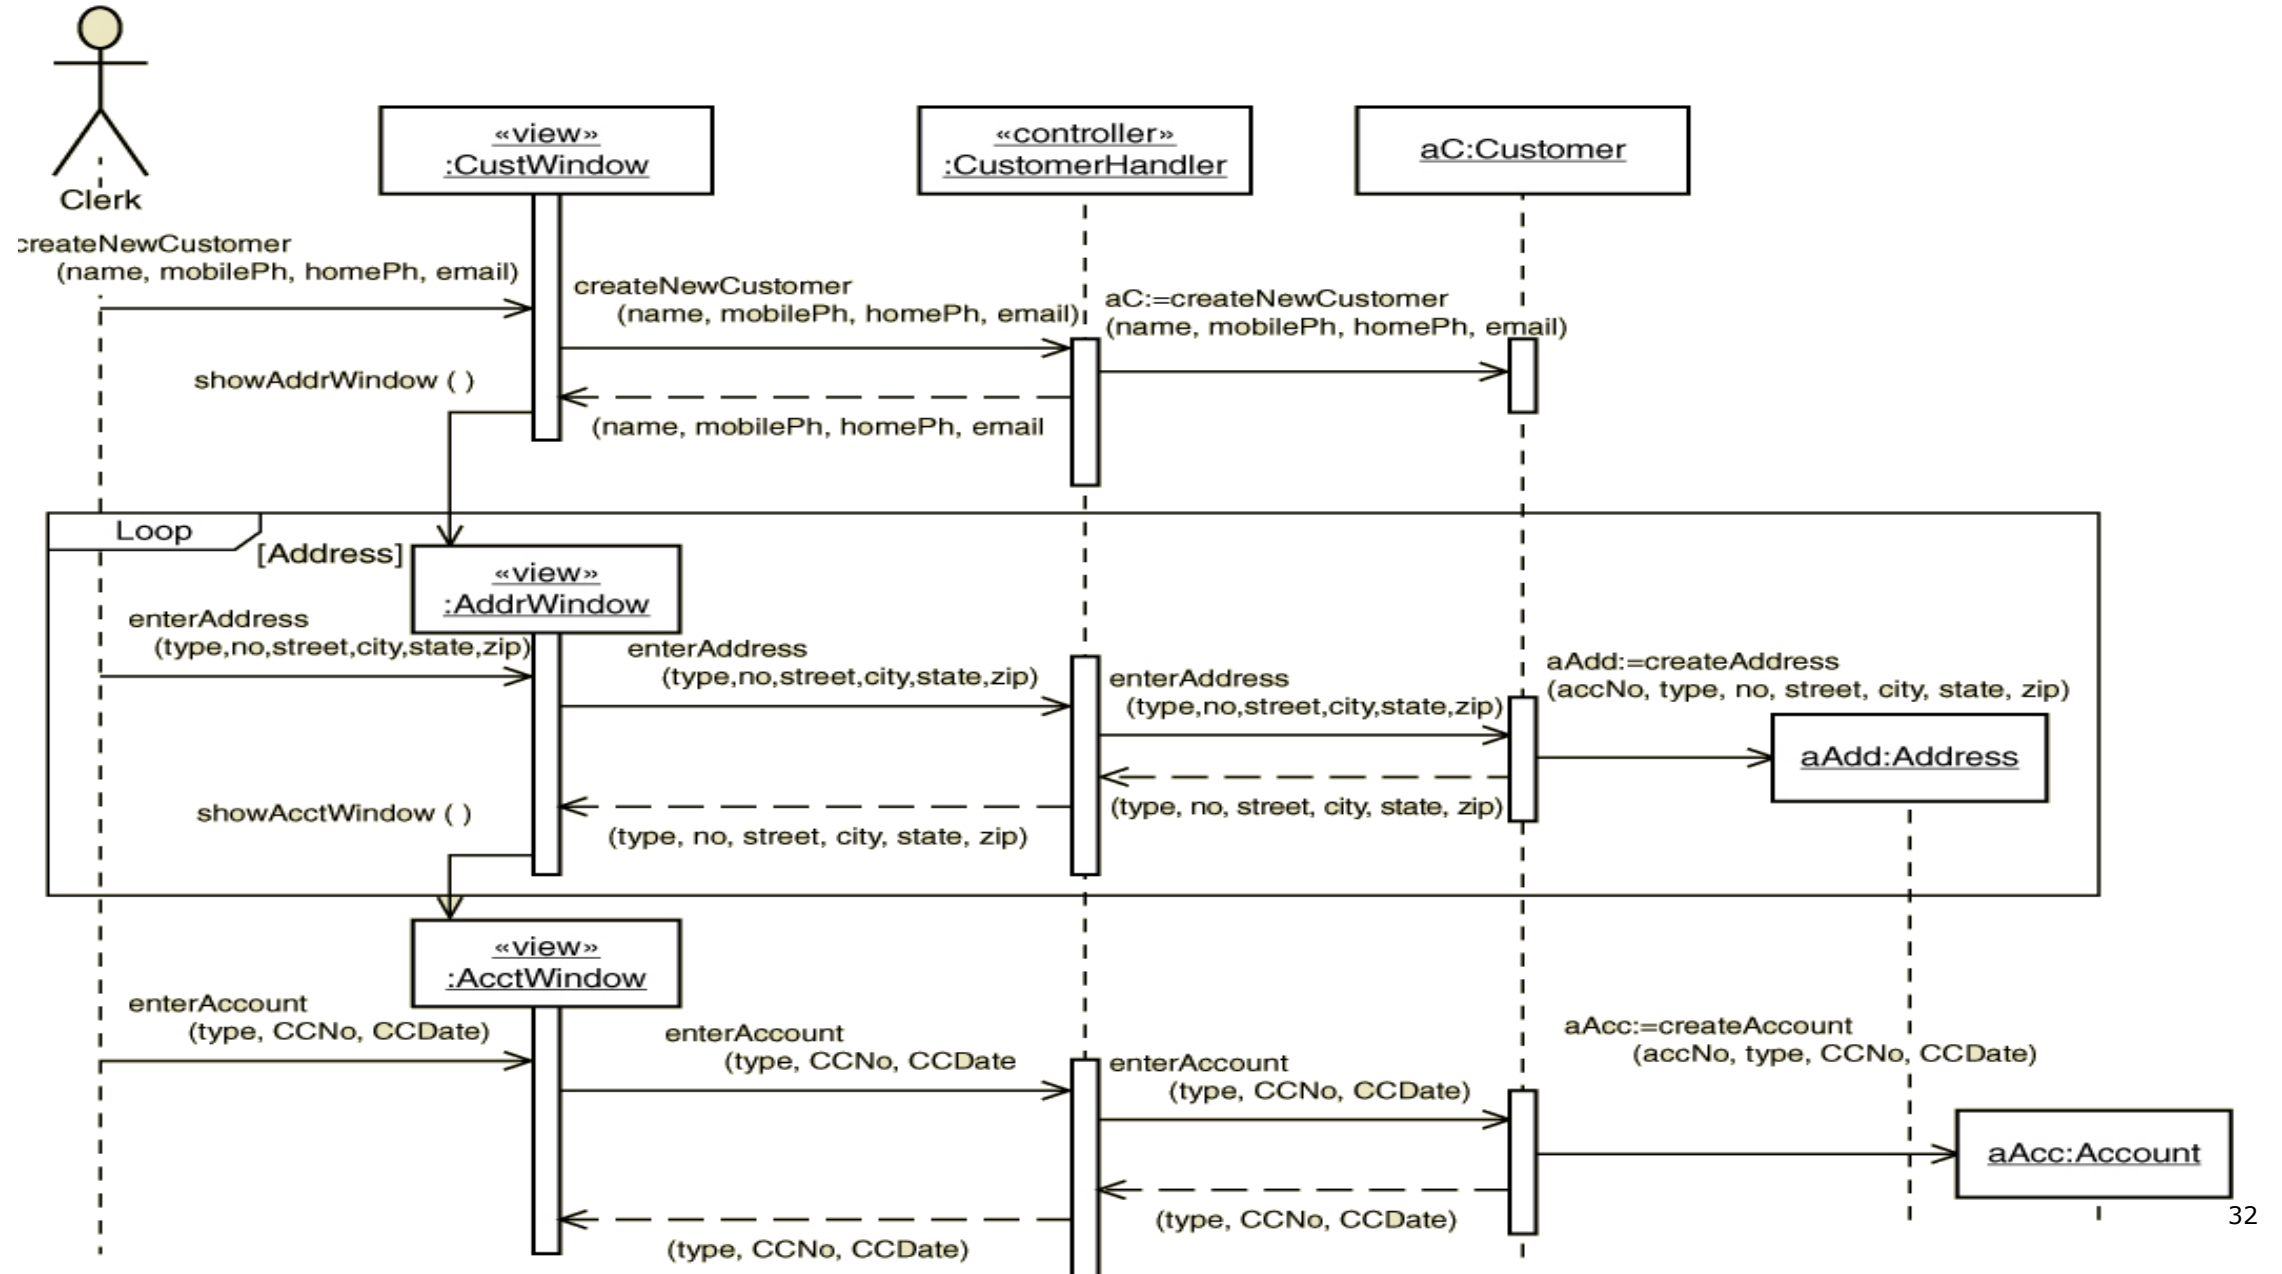 «view»
:CustWindow
«controller»
:CustomerHandler
aC:Customer
Clerk
createNewCustomer
(name, mobilePh, homePh, email)
createNewCustomer
(name, mobilePh, homePh, email)
aC:=createNewCustomer
(name, mobilePh, homePh, email)
showAddrWindow ( )
(name, mobilePh, homePh, email
Loop
[Address]
«view»
:AddrWindow
enterAddress
(type,no,street,city,state,zip)
enterAddress
(type,no,street,city,state,zip)
enterAddress
(type,no,street,city,state,zip)
aAdd:=createAddress
(accNo, type, no, street, city, state, zip)
aAdd:Address
(type, no, street, city, state, zip)
showAcctWindow ( )
(type, no, street, city, state, zip)
«view»
:AcctWindow
enterAccount
(type, CCNo, CCDate)
enterAccount
(type, CCNo, CCDate
enterAccount
(type, CCNo, CCDate)
aAcc:=createAccount
(accNo, type, CCNo, CCDate)
aAcc:Account
(type, CCNo, CCDate)
(type, CCNo, CCDate)
32